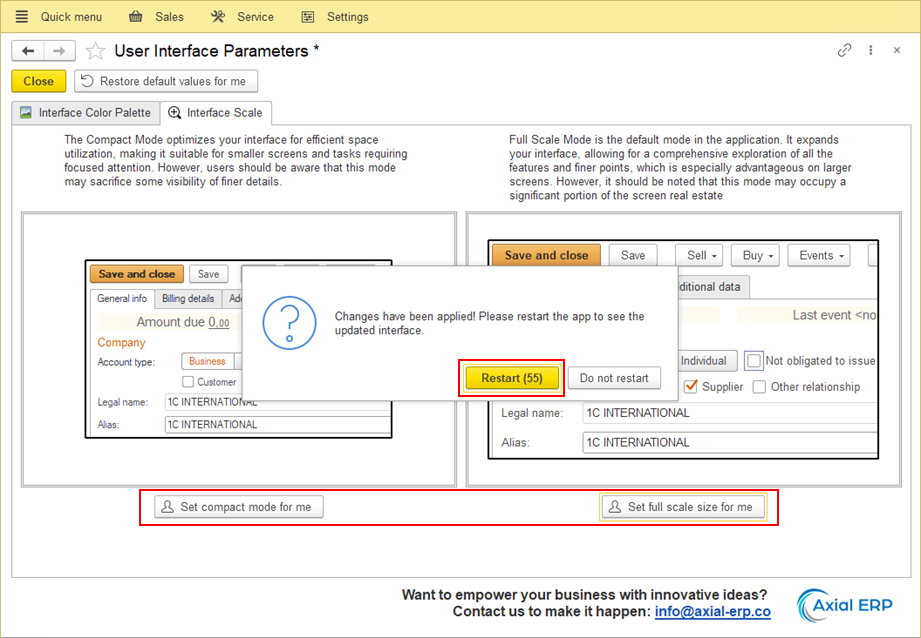 Quick menu
Sales
Service
Settings
User Interface Parameters *
Close
Restore default values for me
Interface Color Palette
Interface Scale
The Compact Mode optimizes your interface for efficient space
utilization, making it suitable for smaller screens and tasks requiring
focused attention. However, users should be aware that this mode
may sacrifice some visibility of finer details.
Full Scale Mode is the default mode in the application. It expands
your interface, allowing for a comprehensive exploration of all the
features and finer points, which is especially advantageous on larger
screens. However, it should be noted that this mode may occupy a
significant portion of the screen real estate
Save and close
Save
General info
Billing details
Amount due 0,00
Company
Account type:
Business
Customer
Legal name:
1C INTERNATIONAL
Alias:
1C INTERNATIONAL
Save and close
Save
Sell
Buy
Events
ditional data
Last event <no
Individual
Not obligated to issue
Supplier
Other relationship
Legal name:
1C INTERNATIONAL
Alias:
1C INTERNATIONAL
Changes have been applied! Please restart the app to see the
updated interface.
Restart (55)
Do not restart
Set compact mode for me
Set full scale size for me
Want to empower your business with innovative ideas?
Contact us to make it happen: info@axial-erp.co
Axial ERP